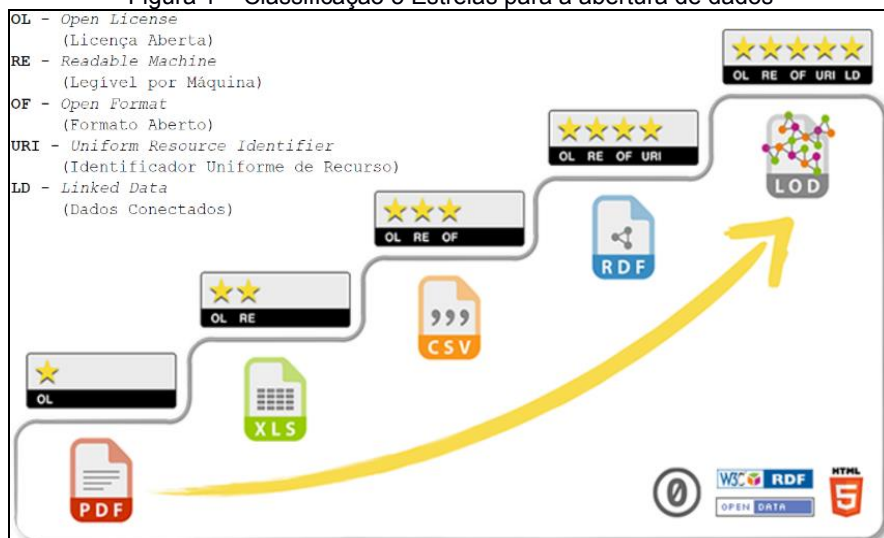 Figura 1 – Classificação 5 Estrelas para a abertura de dados
OL - Open License
(Licença Aberta)
RE - Readable Machine
(Legível por Máquina)
OF - Open Format
(Formato Aberto)
URI - Uniform Resource Identifier
(Identificador Uniforme de Recurso)
LD - Linked Data
(Dados Conectados)
OL RE OF URI LD
LOD
OL RE OF URI
RDF
OL RE OF
CSV
OL RE
XLS
OL
PDF
0
W3C RDF
OPEN DATA
HTML
5